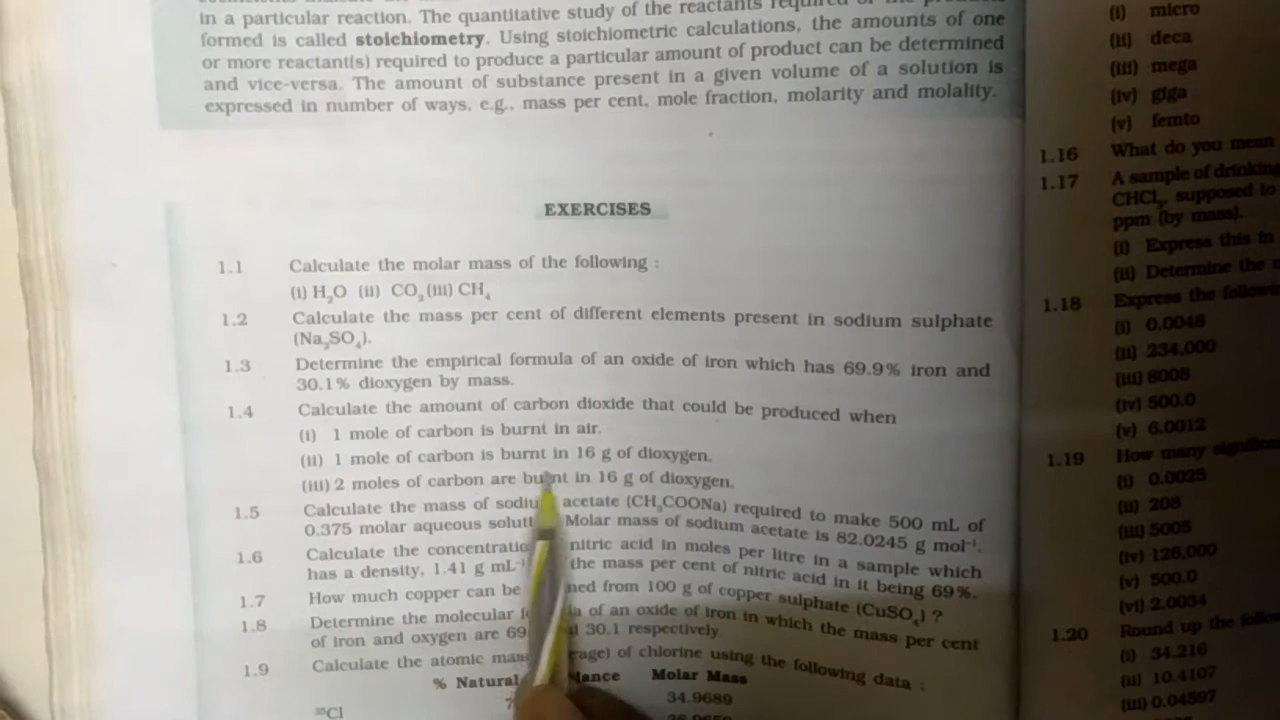 in a particular reaction. The quantitative study of the reactants required or the
formed is called stoichiometry. Using stoichiometric calculations, the amounts of one
or more reactant(s) required to produce a particular amount of product can be determined
and vice-versa. The amount of substance present in a given volume of a solution is
expressed in number of ways, e.g., mass per cent, mole fraction, molarity and molality.
EXERCISES
1.1 Calculate the molar mass of the following :
(i) H₂O (ii) CO₂ (iii) CH₄
1.2 Calculate the mass per cent of different elements present in sodium sulphate
(Na₂SO₄).
1.3 Determine the empirical formula of an oxide of iron which has 69.9% iron and
30.1% dioxygen by mass.
1.4 Calculate the amount of carbon dioxide that could be produced when
(i) 1 mole of carbon is burnt in air.
(ii) 1 mole of carbon is burnt in 16 g of dioxygen.
(iii) 2 moles of carbon are burnt in 16 g of dioxygen.
1.5 Calculate the mass of sodium acetate (CH₃COONa) required to make 500 mL of
0.375 molar aqueous solut Molar mass of sodium acetate is 82.0245 g mol⁻¹.
1.6 Calculate the concentratio nitric acid in moles per litre in a sample which
has a density, 1.41 g mL⁻¹ the mass per cent of nitric acid in it being 69%.
1.7 How much copper can be ned from 100 g of copper sulphate (CuSO₄) ?
1.8 Determine the molecular f la of an oxide of iron in which the mass per cent
of iron and oxygen are 69 30.1 respectively.
1.9 Calculate the atomic mas rage) of chlorine using the following data :
% Natural dance Molar Mass
³⁵Cl 7 34.9689
(i) micro
(ii) deca
(iii) mega
(iv) giga
(v) femto
1.16 What do you mean
1.17 A sample of drinking
CHCl₃, supposed to
ppm (by mass).
(i) Express this in
(ii) Determine the
1.18 Express the followi
(i) 0.0048
(ii) 234,000
(iii) 8008
(iv) 500.0
(v) 6.0012
1.19 How many significa
(i) 0.0025
(ii) 208
(iii) 5005
(iv) 126,000
(v) 500.0
(vi) 2.0034
1.20 Round up the follow
(i) 34.216
(ii) 10.4107
(iii) 0.04597